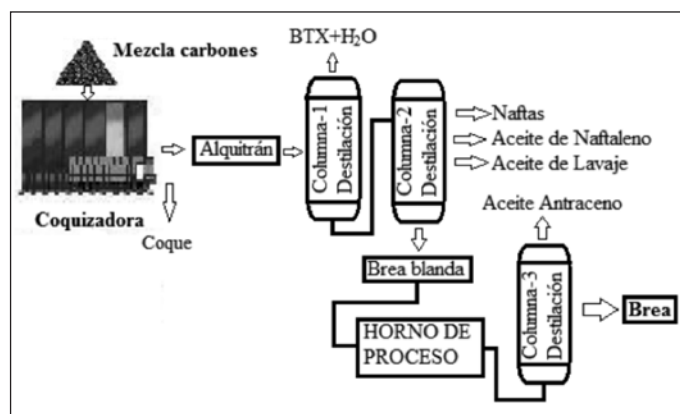 Mezcla carbones
Coquizadora
Coque
Alquitrán
BTX+H₂O
Columna-1
Destilación
Columna-2
Destilación
Naftas
Aceite de Naftaleno
Aceite de Lavaje
Brea blanda
HORNO DE
PROCESO
Aceite Antraceno
Columna-3
Destilación
Brea